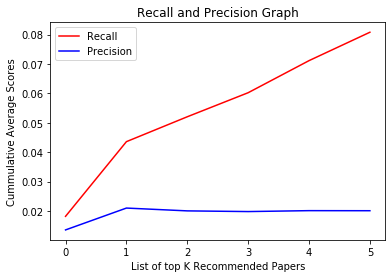 Recall and Precision Graph
Recall
Precision
0.08
0.07
0.06
0.05
0.04
0.03
0.02
Cummulative Average Scores
0 1 2 3 4 5
List of top K Recommended Papers